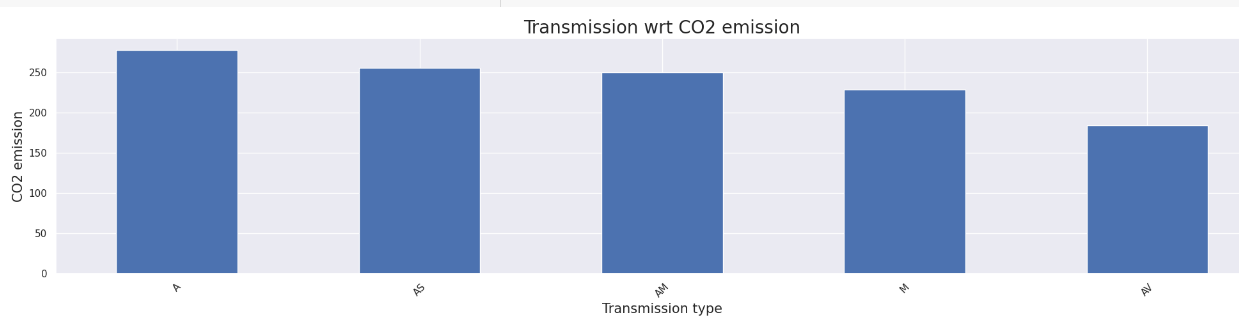 Transmission wrt CO2 emission
250
200
150
100
50
0
CO2 emission
A
AS
AM
M
AV
Transmission type